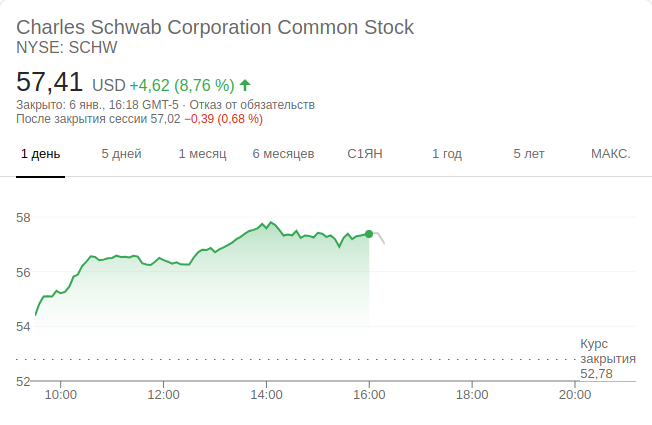 Charles Schwab Corporation Common Stock
NYSE: SCHW
57,41 USD +4,62 (8,76 %)
Закрыто: 6 янв., 16:18 GMT-5 · Отказ от обязательств
После закрытия сессии 57,02 −0,39 (0,68 %)
1 день 5 дней 1 месяц 6 месяцев С1ЯН 1 год 5 лет МАКС.
58
56
54
Курс
закрытия
52,78
52
10:00 12:00 14:00 16:00 18:00 20:00